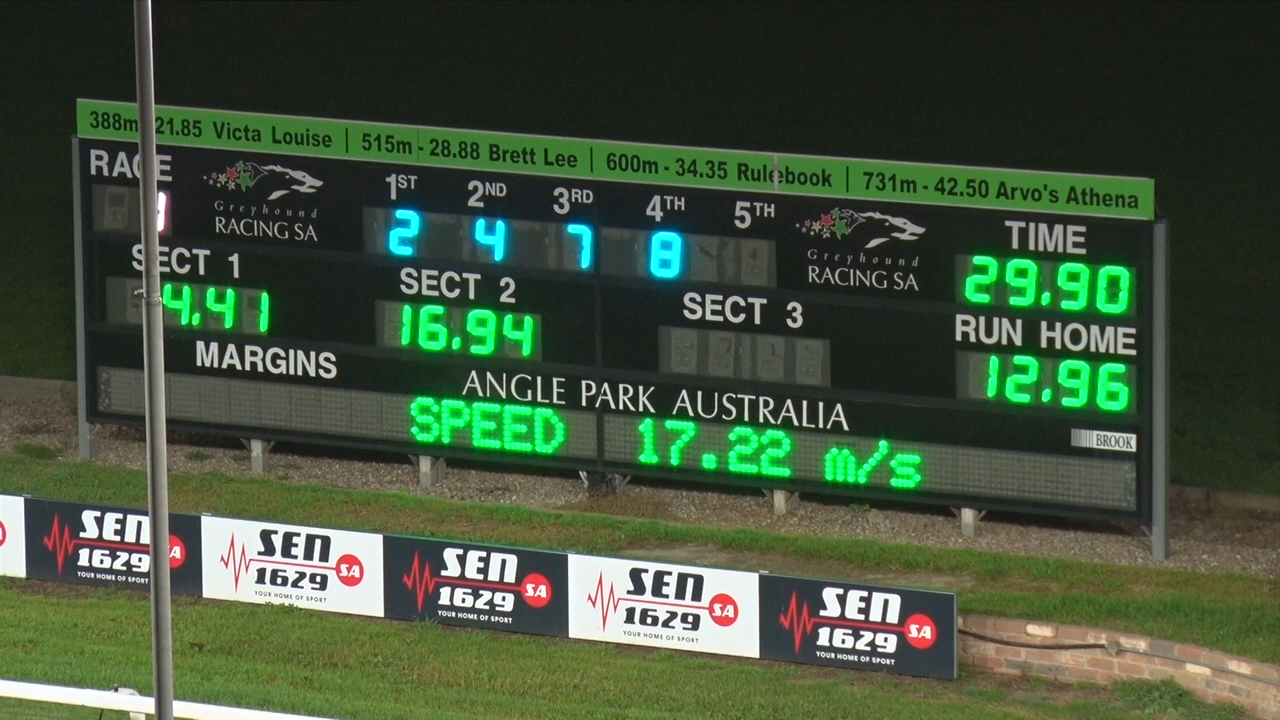 388m 21.85 Victa Louise | 515m - 28.88 Brett Lee | 600m - 34.35 Rulebook | 731m - 42.50 Arvo's Athena
RACE
1
Greyhound
RACING SA
1ST 2ND 3RD 4TH 5TH
2 4 7 8
Greyhound
RACING SA
TIME
29.90
SECT 1
4.41
SECT 2
16.94
SECT 3
RUN HOME
12.96
MARGINS
ANGLE PARK AUSTRALIA
SPEED 17.22 m/s
BROOK
SEN
1629 SA
YOUR HOME OF SPORT
SEN
1629 SA
YOUR HOME OF SPORT
SEN
1629 SA
YOUR HOME OF SPORT
SEN
1629 SA
YOUR HOME OF SPORT
SEN
1629 SA
YOUR HOME OF SPORT